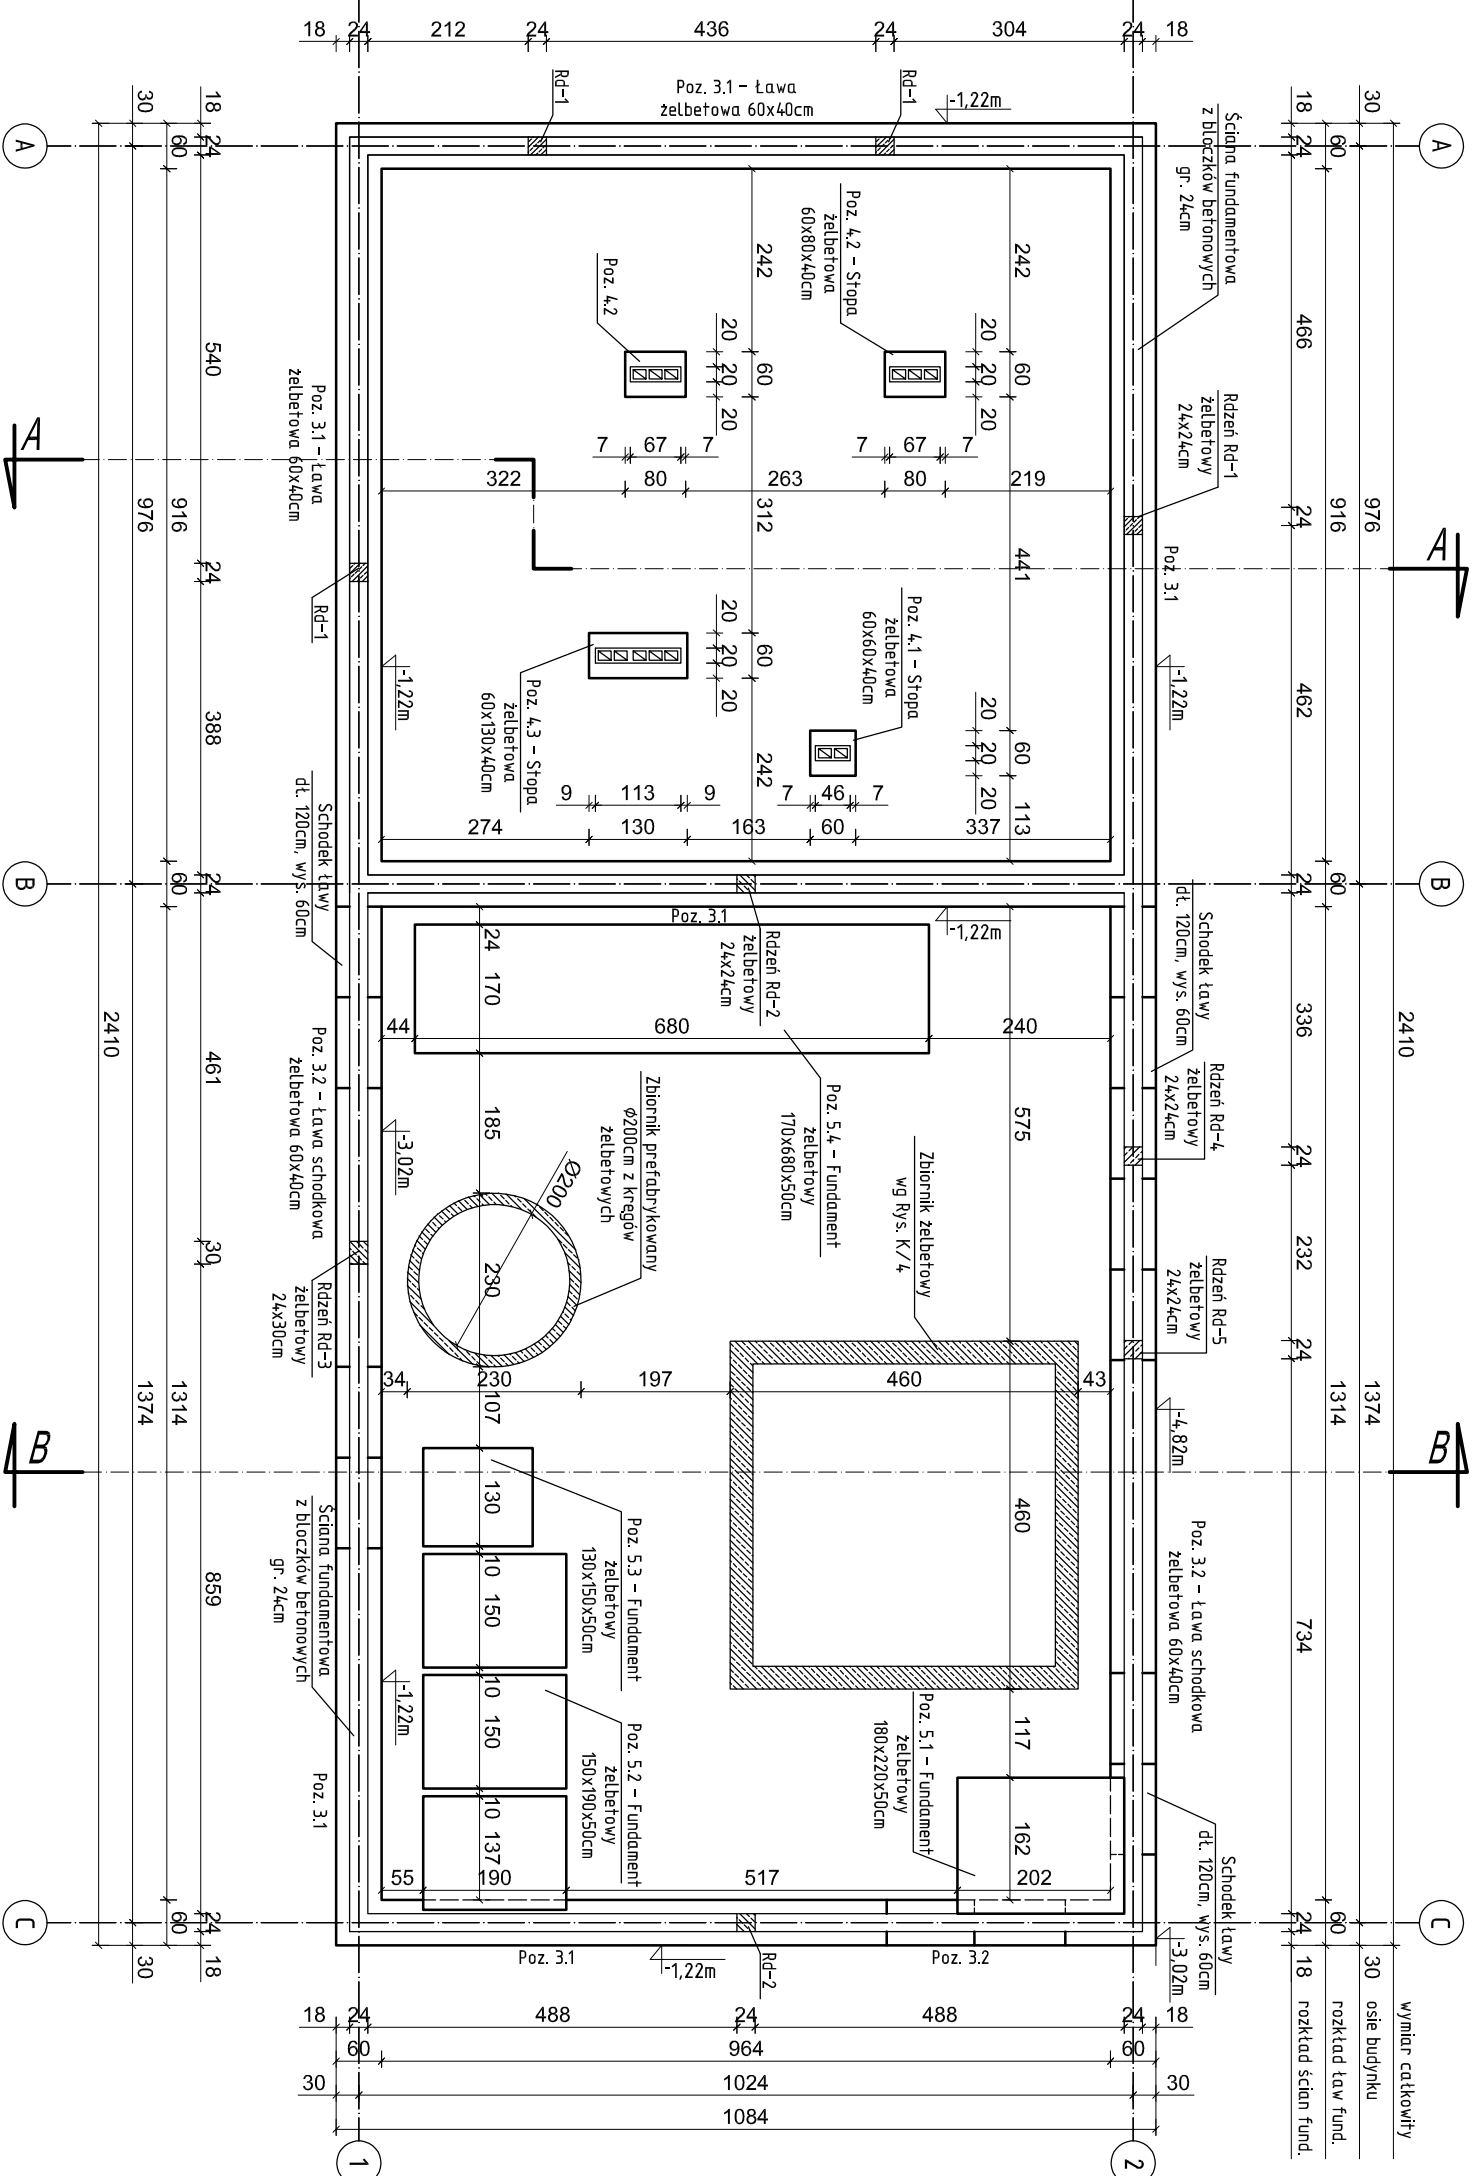 18 24 212 24 436 24 304 24 18
Rd-1
Poz. 3.1 - Ława
żelbetowa 60x40cm
Rd-1
-1,22m
30 18
60 24
A
18 30
24 60
A
Ściana fundamentowa
z bloczków betonowych
gr. 24cm
Poz. 4.2 - Stopa
żelbetowa
60x80x40cm
Poz. 4.2
242 242
20 60 20 20
20 60 20 20
466
Rdzeń Rd-1
żelbetowy
24x24cm
540
Poz. 3.1 - Ława
żelbetowa 60x40cm
7 67 7
7 67 7
322 80 263 80 219
A
A
976 916 24
312 441
24 916 976
Poz. 3.1
Rd-1
-1,22m
-1,22m
20 60 20 20
Poz. 4.1 - Stopa
żelbetowa
60x60x40cm
Poz. 4.3 - Stopa
żelbetowa
60x130x40cm
388
462
20 60 20 20
242 113
9 113 9
7 46 7
274 130 163 60 337
Schodek ławy
dł. 120cm, wys. 60cm
B
60 24
24 60
B
Poz. 3.1
-1,22m
Schodek ławy
dł. 120cm, wys. 60cm
24 170
Rdzeń Rd-2
żelbetowy
24x24cm
44 680 240
336
2410
2410
461
Poz. 3.2 - Ława schodkowa
żelbetowa 60x40cm
-3,02m
185
Zbiornik prefabrykowany
Ø200cm z kręgów
żelbetowych
Ø200
Poz. 5.4 - Fundament
żelbetowy
170x680x50cm
575
Zbiornik żelbetowy
wg Rys. K/4
Rdzeń Rd-4
żelbetowy
24x24cm
24
30
230
232
Rdzeń Rd-3
żelbetowy
24x30cm
Rdzeń Rd-5
żelbetowy
24x24cm
24
34 230 197 460 43
107
1374 1314
1314 1374
-4,82m
B
B
130
460
Ściana fundamentowa
z bloczków betonowych
gr. 24cm
Poz. 5.3 - Fundament
żelbetowy
130x150x50cm
Poz. 3.2 - Ława schodkowa
żelbetowa 60x40cm
859
10 150
734
-1,22m
10 150
117
Poz. 5.2 - Fundament
żelbetowy
150x190x50cm
Poz. 5.1 - Fundament
żelbetowy
180x220x50cm
Poz. 3.1
10 137
162
55 190 517 202
Schodek ławy
dł. 120cm, wys. 60cm
C
60 24
24 60
C
30 18
18 30
Poz. 3.1
-1,22m
Rd-2
Poz. 3.2
-3,02m
wymiar całkowity
osie budynku
rozkład ław fund.
rozkład ścian fund.
18 24 488 24 488 24 18
60 964 60
30 1024 30
1084
1
2